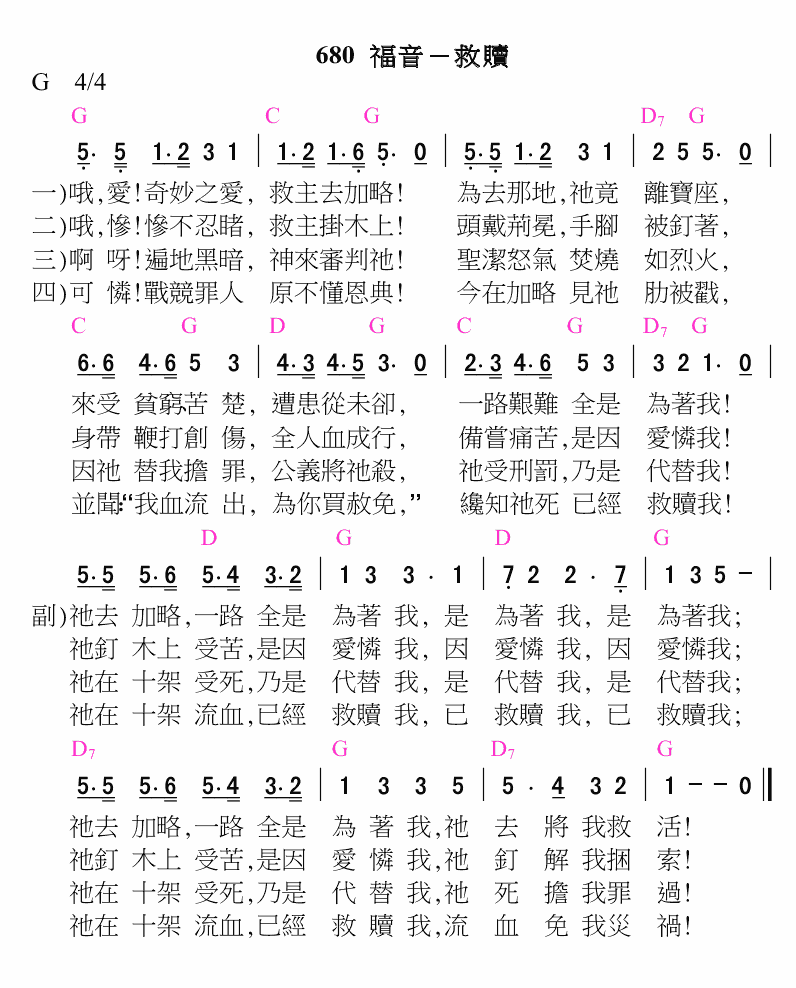 680 福音－救贖
G 4/4
G C G D7 G
5· 5 1·2 3 1 | 1·2 1·6 5· 0 | 5·5 1·2 3 1 | 2 5 5· 0 |
一)哦,愛!奇妙之愛, 救主去加略! 為去那地,祂竟 離寶座,
二)哦,慘!慘不忍睹, 救主掛木上! 頭戴荊冕,手腳 被釘著,
三)啊 呀!遍地黑暗, 神來審判祂! 聖潔怒氣 焚燒 如烈火,
四)可 憐!戰競罪人 原不懂恩典! 今在加略 見祂 肋被戳,
C G D G C G D7 G
6·6 4·6 5 3 | 4·3 4·5 3· 0 | 2·3 4·6 5 3 | 3 2 1· 0 |
來受 貧窮苦 楚, 遭患從未卻, 一路艱難 全是 為著我!
身帶 鞭打創 傷, 全人血成行, 備嘗痛苦,是因 愛憐我!
因祂 替我擔 罪, 公義將祂殺, 祂受刑罰,乃是 代替我!
並聞:“我血流 出, 為你買赦免,” 纔知祂死 已經 救贖我!
D G D G
5·5 5·6 5·4 3·2 | 1 3 3 · 1 | 7 2 2 · 7 | 1 3 5 － |
副)祂去 加略,一路 全是 為著 我, 是 為著 我, 是 為著我;
祂釘 木上 受苦,是因 愛憐 我, 因 愛憐 我, 因 愛憐我;
祂在 十架 受死,乃是 代替 我, 是 代替 我, 是 代替我;
祂在 十架 流血,已經 救贖 我, 已 救贖 我, 已 救贖我;
D7 G D7 G
5·5 5·6 5·4 3·2 | 1 3 3 5 | 5 · 4 3 2 | 1 － － 0 ‖
祂去 加略,一路 全是 為 著 我,祂 去 將 我救 活!
祂釘 木上 受苦,是因 愛 憐 我,祂 釘 解 我捆 索!
祂在 十架 受死,乃是 代 替 我,祂 死 擔 我罪 過!
祂在 十架 流血,已經 救 贖 我,流 血 免 我災 禍!